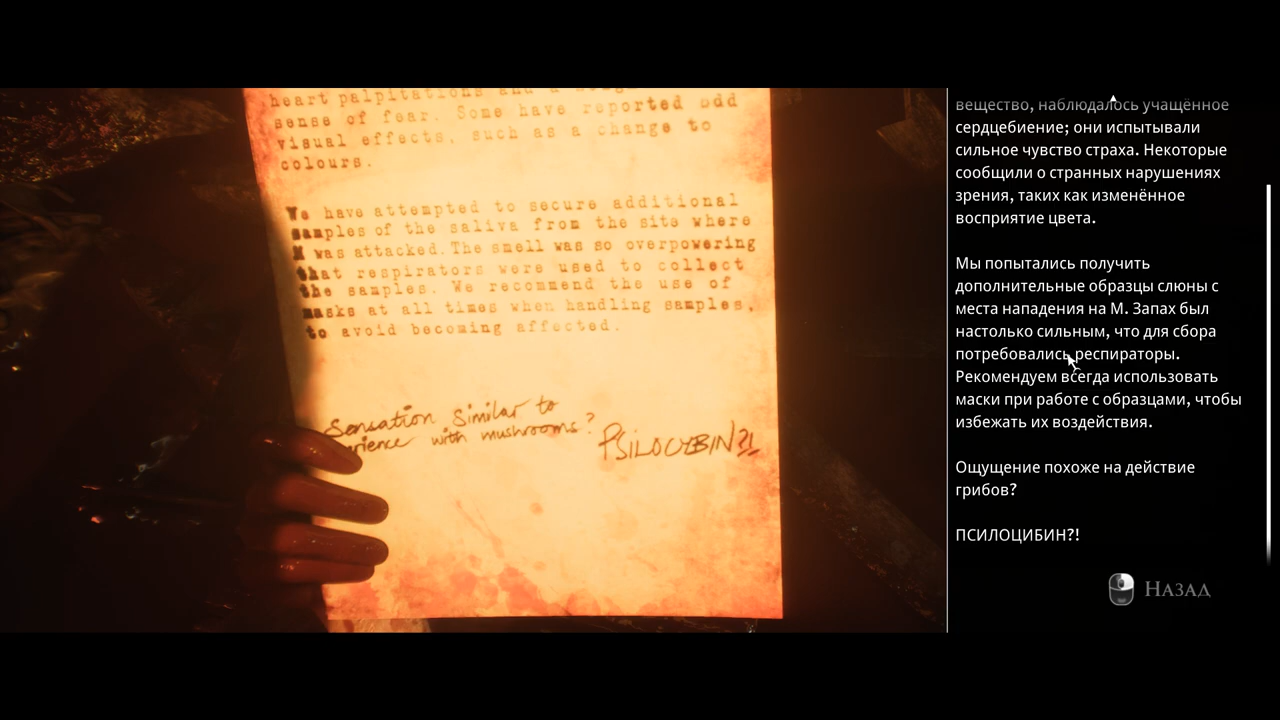 heart palpitations and a
sense of fear. Some have reported odd
visual effects, such as a change to
colours.
We have attempted to secure additional
samples of the saliva from the site where
M was attacked. The smell was so overpowering
that respirators were used to collect
the samples. We recommend the use of
masks at all times when handling samples,
to avoid becoming affected.
Sensation Similar to
erience with mushrooms?
PSILOCYBIN?!
вещество, наблюдалось учащённое
сердцебиение; они испытывали
сильное чувство страха. Некоторые
сообщили о странных нарушениях
зрения, таких как изменённое
восприятие цвета.
Мы попытались получить
дополнительные образцы слюны с
места нападения на М. Запах был
настолько сильным, что для сбора
потребовались респираторы.
Рекомендуем всегда использовать
маски при работе с образцами, чтобы
избежать их воздействия.
Ощущение похоже на действие
грибов?
ПСИЛОЦИБИН?!
Назад